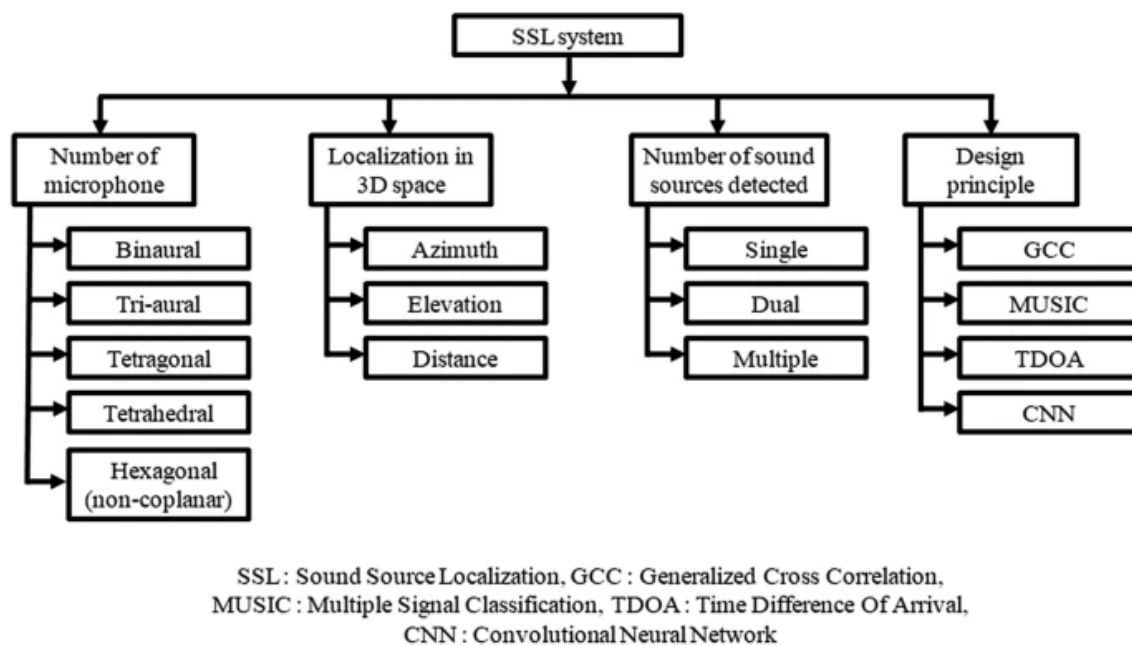 SSL system
Number of
microphone
Binaural
Tri-aural
Tetragonal
Tetrahedral
Hexagonal
(non-coplanar)
Localization in
3D space
Azimuth
Elevation
Distance
Number of sound
sources detected
Single
Dual
Multiple
Design
principle
GCC
MUSIC
TDOA
CNN
SSL : Sound Source Localization, GCC : Generalized Cross Correlation,
MUSIC : Multiple Signal Classification, TDOA : Time Difference Of Arrival,
CNN : Convolutional Neural Network